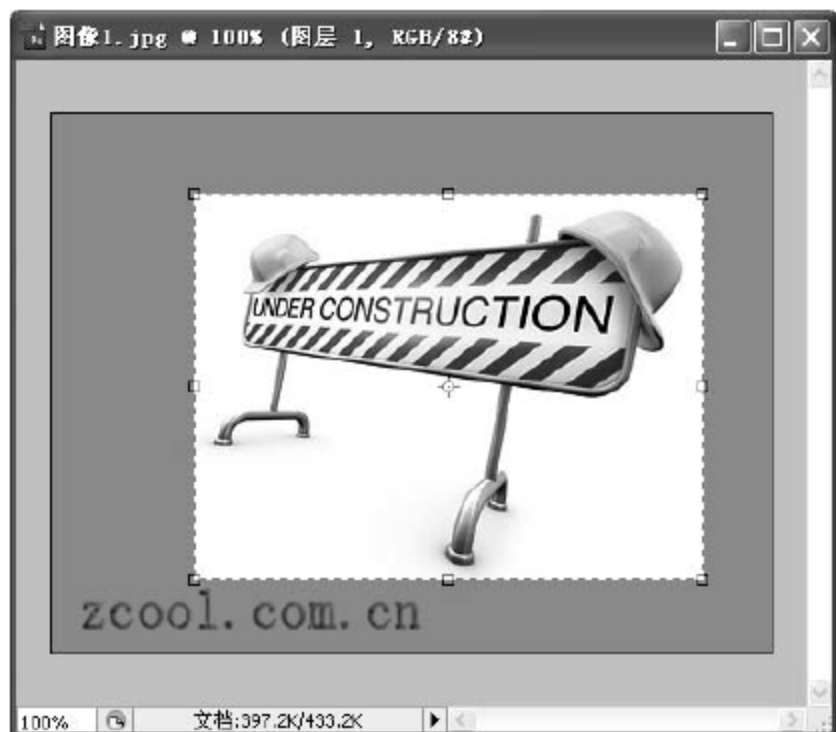 图像1.jpg @ 100% (图层 1, RGB/8#)
UNDER CONSTRUCTION
zcool.com.cn
100%
文档:397.2K/433.2K